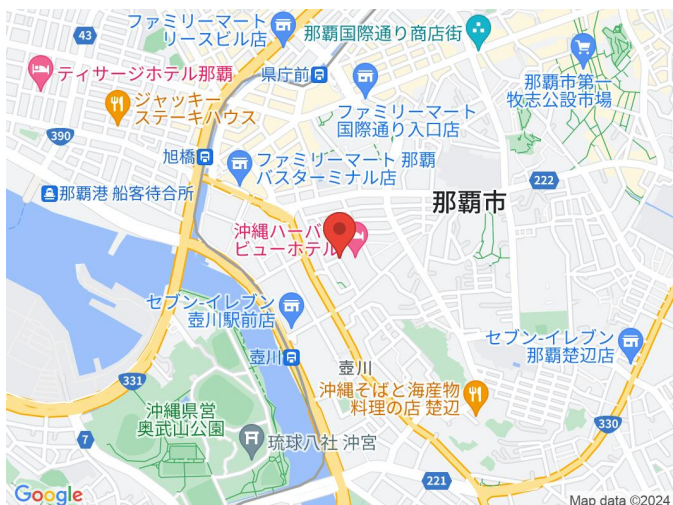 43
ファミリーマート
リースビル店
那覇国際通り商店街
ティサージホテル那覇
県庁前
那覇市第一
牧志公設市場
ジャッキー
ステーキハウス
ファミリーマート
国際通り入口店
390
旭橋
ファミリーマート 那覇
バスターミナル店
222
那覇港 船客待合所
那覇市
沖縄ハーバー
ビューホテル
セブン-イレブン
壺川駅前店
セブン-イレブン
那覇楚辺店
壺川
壺川
331
沖縄そばと海産物
料理の店 楚辺
沖縄県営
奥武山公園
330
7
琉球八社 沖宮
221
Google
Map data ©2024